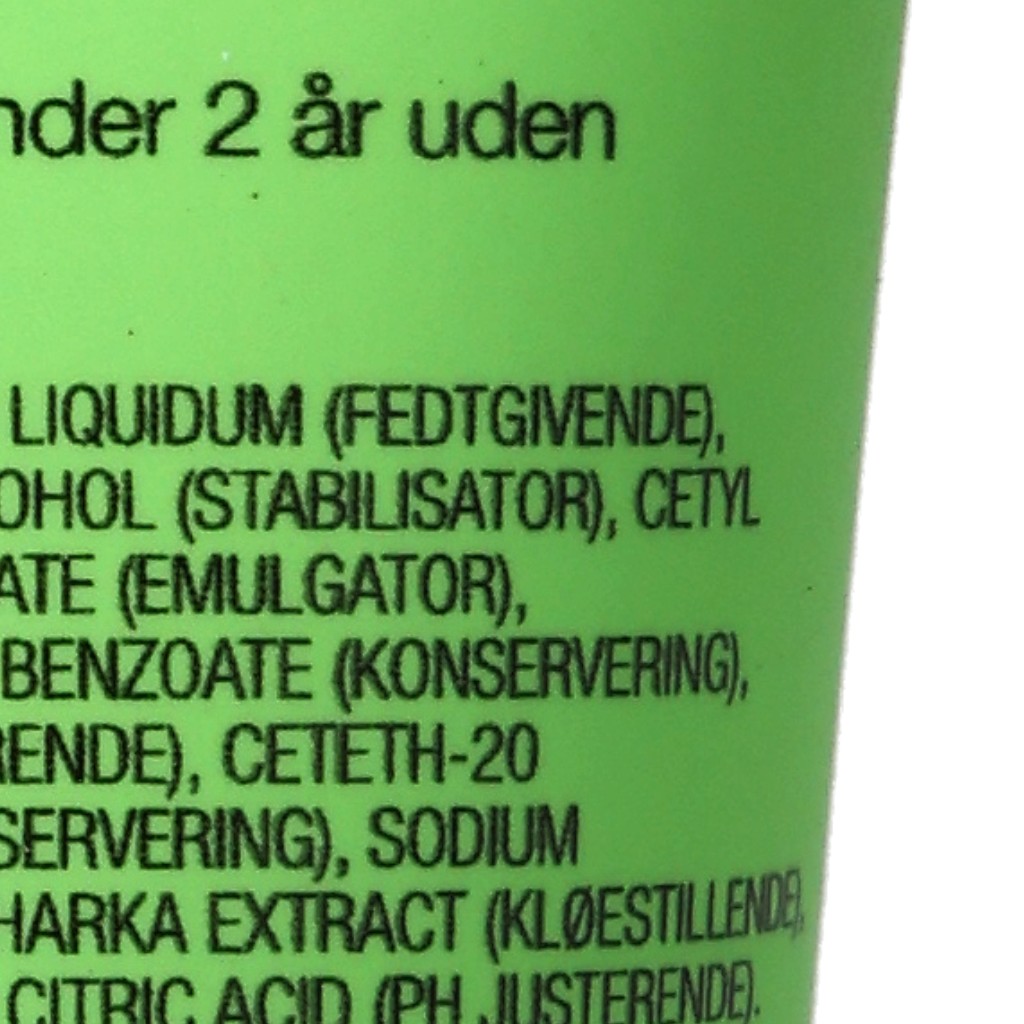 nder 2 år uden
LIQUIDUM (FEDTGIVENDE),
OHOL (STABILISATOR), CETYL
ATE (EMULGATOR),
BENZOATE (KONSERVERING),
RENDE), CETETH-20
SERVERING), SODIUM
HARKA EXTRACT (KLØESTILLENDE),
CITRIC ACID (PH JUSTERENDE).